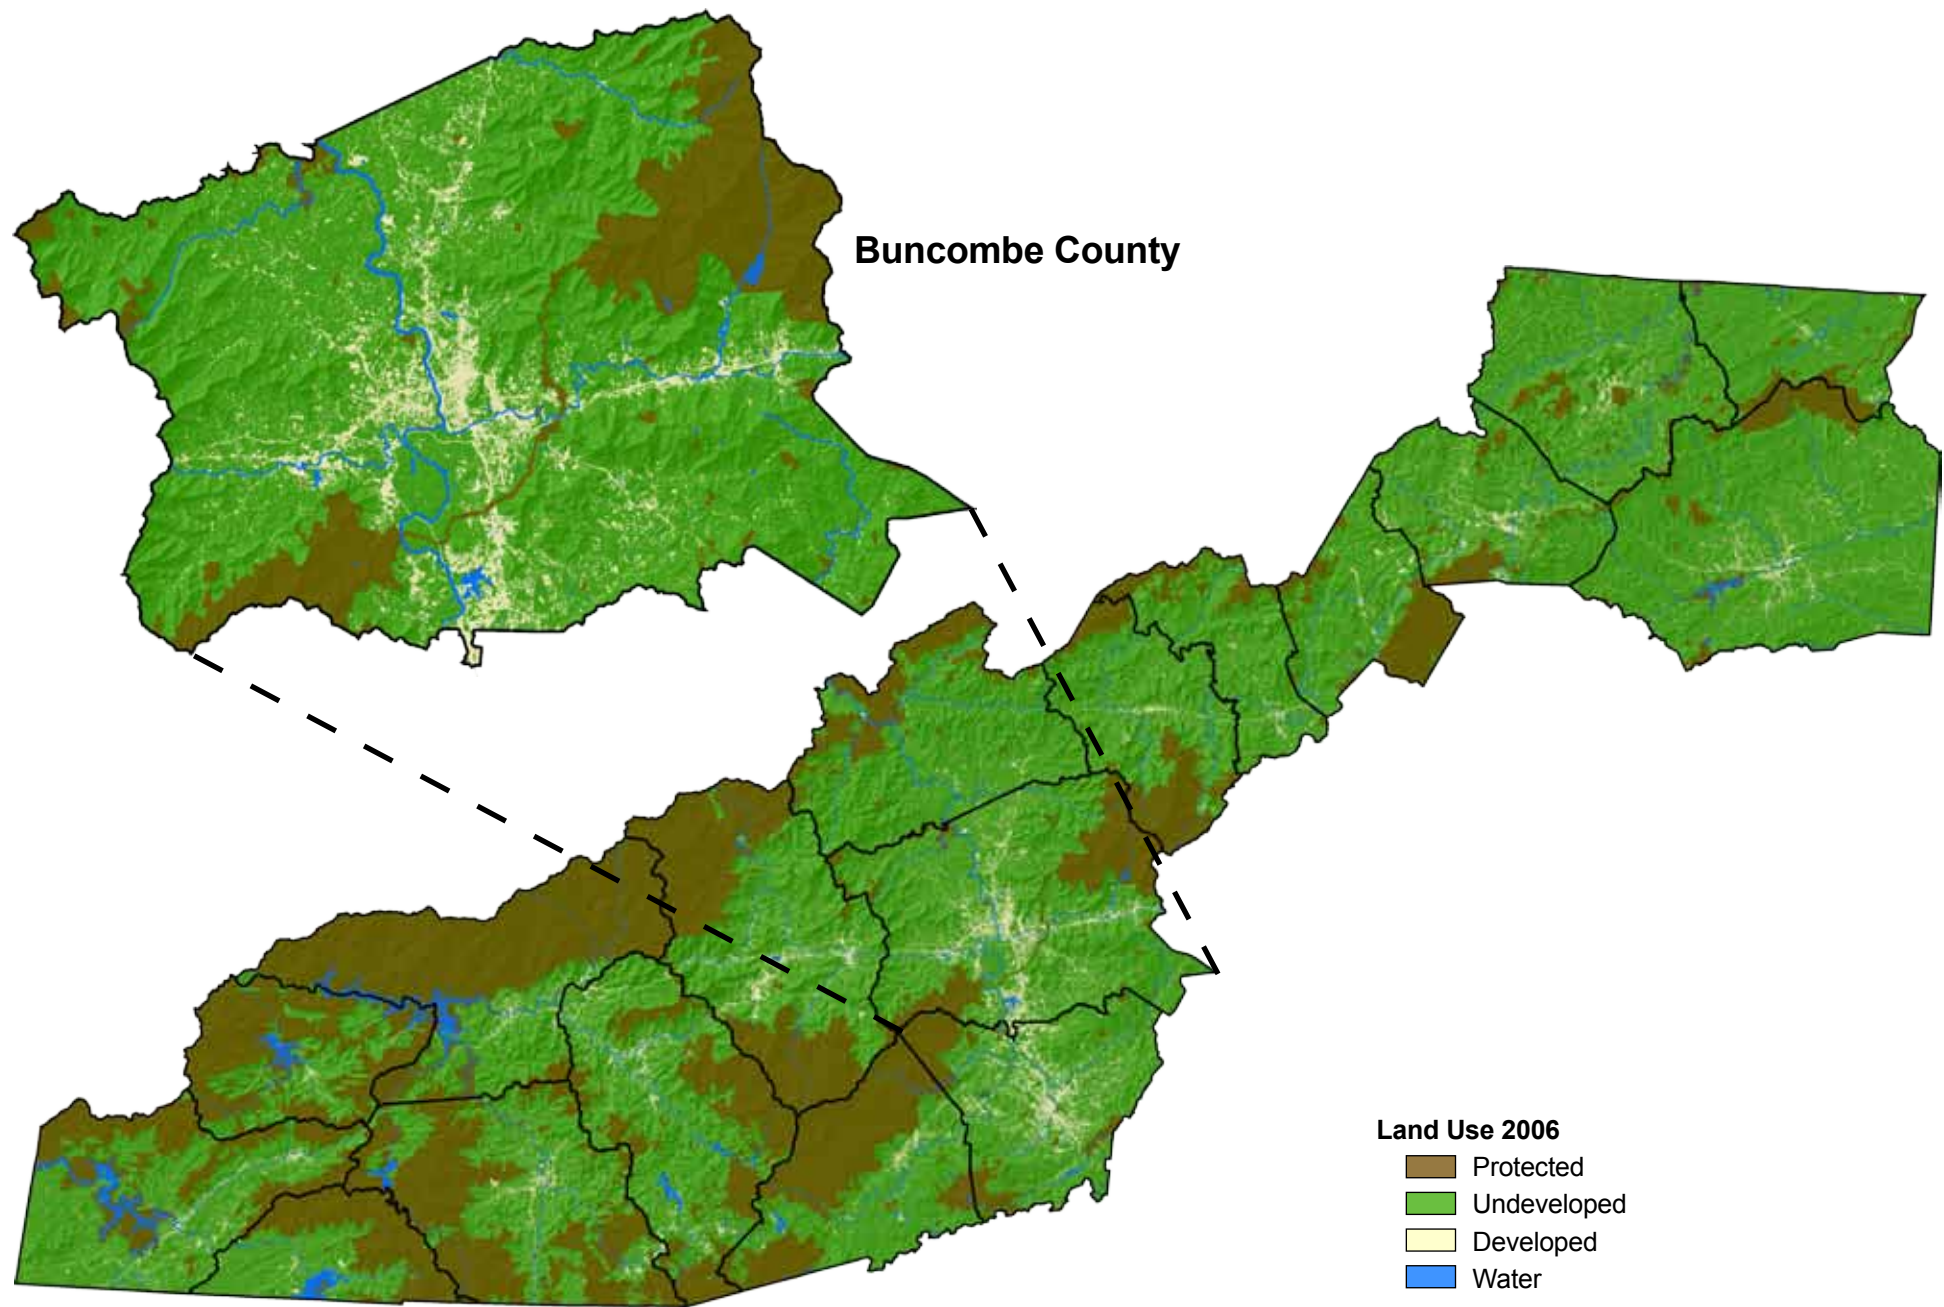 Buncombe County
Land Use 2006
Protected
Undeveloped
Developed
Water